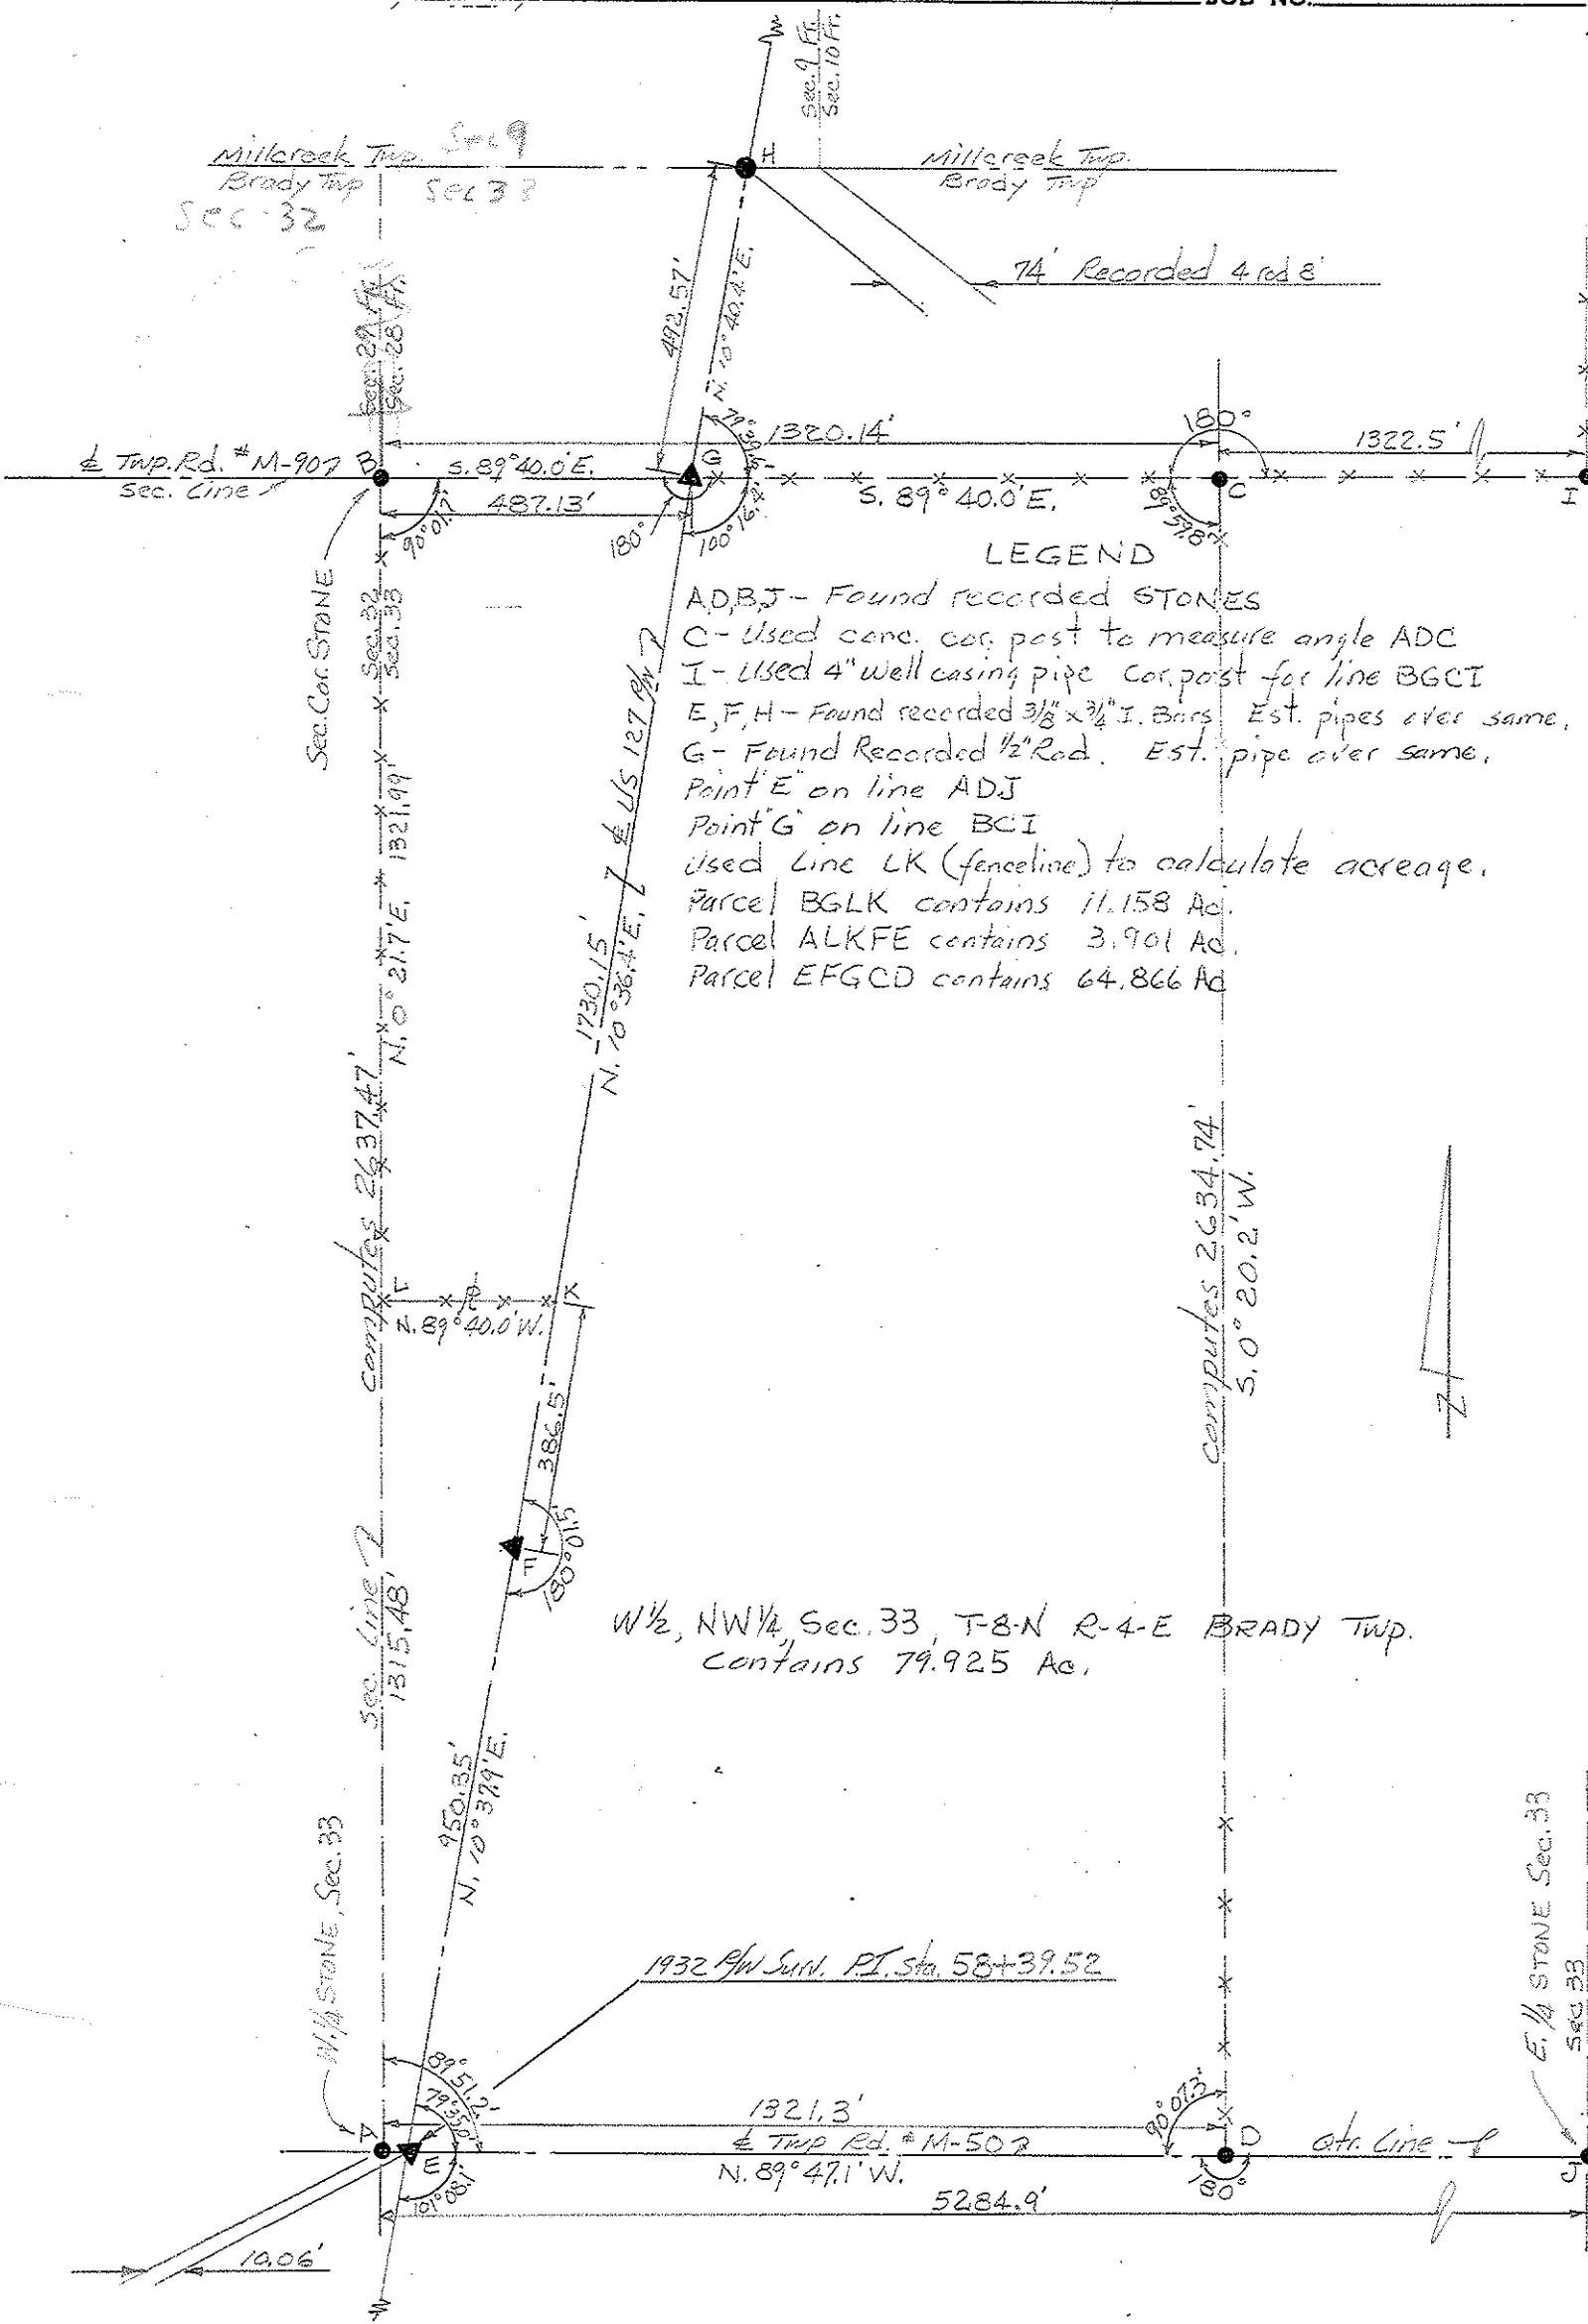 JOB NO.
Sec. 9 Fr.
Sec. 10 Fr.
Millcreek Twp. Sec 9
Brady Twp Sec 33
Sec 32
H
Millcreek Twp.
Brady Twp
74' Recorded 4 rod 8'
492.57'
N. 10° 40.4' E.
Sec. 28 Fr.
1320.14'
180°
1322.5'
℄ Twp. Rd. # M-90
Sec. Line
B
S. 89° 40.0' E.
G
S. 89° 40.0' E.
C
I
487.13'
90°01.7'
180°
100°16.4'
89°57.8'
Sec. Cor. STONE
Sec. 32
Sec. 33
LEGEND
A,D,B,J - Found recorded STONES
C - Used conc. cor. post to measure angle ADC
I - Used 4" Well casing pipe Cor. post for line BGCI
E, F, H - Found recorded 3/8" x 3/4" I. Bars Est. pipes over same.
G - Found Recorded 1/2" Rod. Est. pipe over same.
Point "E" on line ADJ
Point "G" on line BCI
Used Line LK (fenceline) to calculate acreage.
Parcel BGLK contains 11.158 Ac.
Parcel ALKFE contains 3.901 Ac.
Parcel EFGCD contains 64.866 Ac
℄ US 127 R/W
1321.99'
N. 0° 21.7' E.
1730.15'
N. 10° 36.4' E.
computes 2637.47'
computes 2634.74'
S. 0° 20.2' W.
L
K
N. 89° 40.0' W.
386.5'
F
180°01.5'
Sec. Line
1315.48'
W 1/2, NW 1/4, Sec. 33, T-8-N R-4-E BRADY TWP.
Contains 79.925 Ac.
950.35'
N. 10° 37.9' E.
W. 1/4 STONE, Sec. 33
1932 R/W Surv. P.I. Sta. 58+39.52
E. 1/4 STONE Sec. 33
Sec 33
89°51.2'
79°35.0'
A
E
101°08.1'
1321.3'
℄ Twp Rd. # M-50
N. 89° 47.1' W.
90°07.3'
D
180°
Qtr. Line
J
5284.9'
10.06'